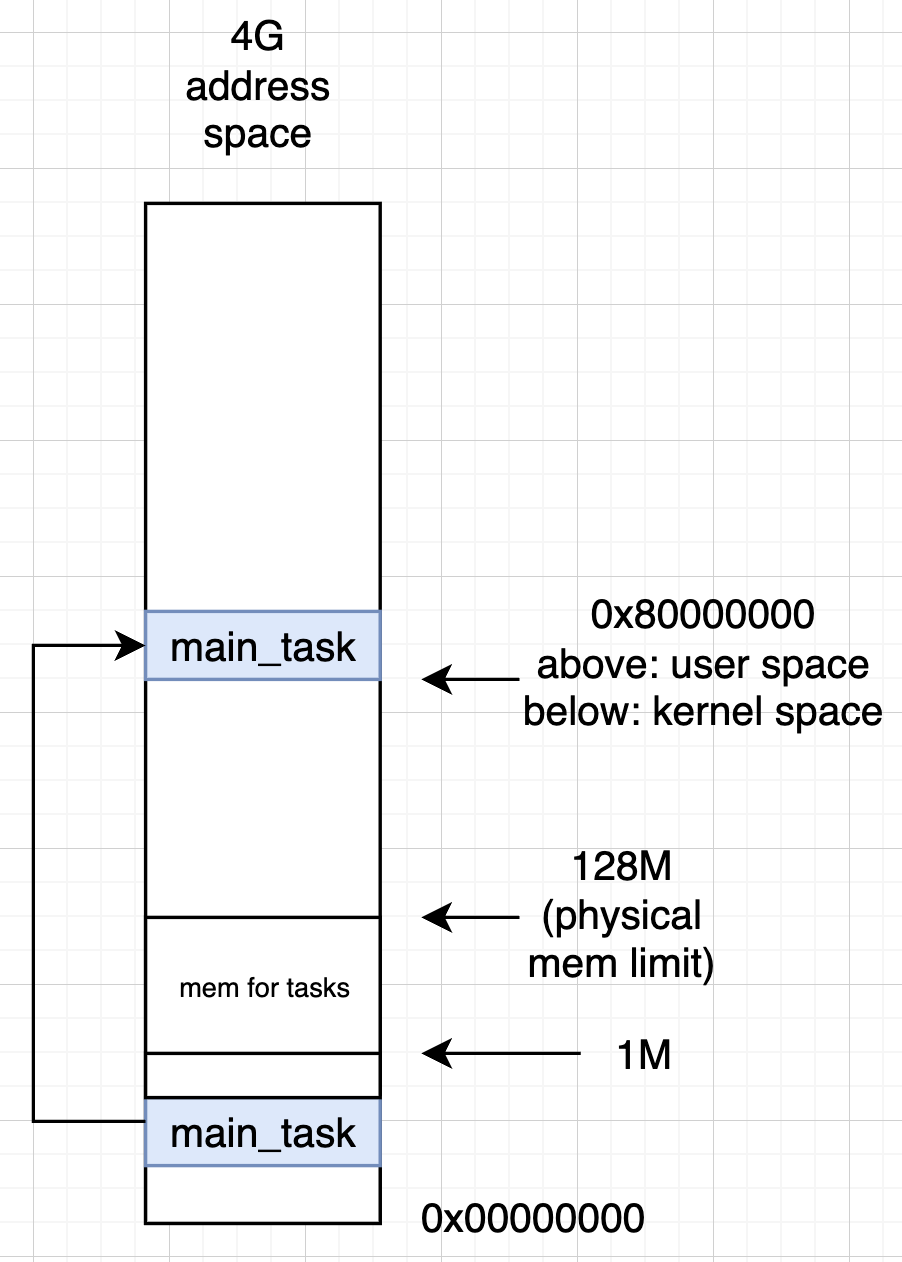 4G
address
space
main_task
0x80000000
above: user space
below: kernel space
128M
(physical
mem limit)
mem for tasks
1M
main_task
0x00000000